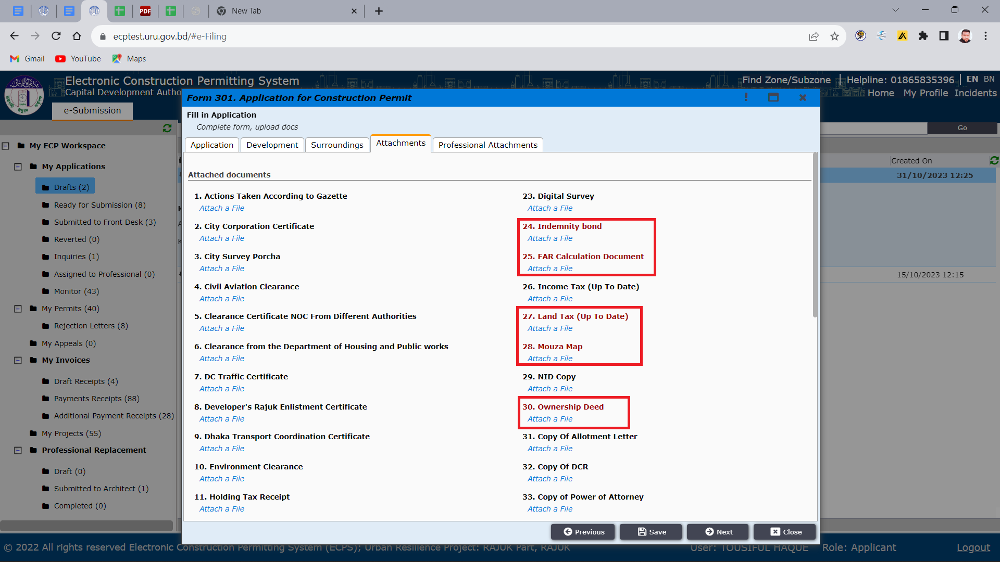 New Tab
ecptest.uru.gov.bd/#e-Filing
Gmail YouTube Maps
Electronic Construction Permitting System
Capital Development Autho
Find Zone/Subzone | Helpline: 01865835396 | EN BN
Home My Profile Incidents
e-Submission
Go
My ECP Workspace
My Applications
Drafts (2)
Ready for Submission (8)
Submitted to Front Desk (3)
Reverted (0)
Inquiries (1)
Assigned to Professional (0)
Monitor (43)
My Permits (40)
Rejection Letters (8)
My Appeals (0)
My Invoices
Draft Receipts (4)
Payments Receipts (88)
Additional Payment Receipts (28)
My Projects (55)
Professional Replacement
Draft (0)
Submitted to Architect (1)
Completed (0)
Form 301. Application for Construction Permit
Fill in Application
Complete form, upload docs
Application Development Surroundings Attachments Professional Attachments
Attached documents
1. Actions Taken According to Gazette
Attach a File
2. City Corporation Certificate
Attach a File
3. City Survey Porcha
Attach a File
4. Civil Aviation Clearance
Attach a File
5. Clearance Certificate NOC From Different Authorities
Attach a File
6. Clearance from the Department of Housing and Public works
Attach a File
7. DC Traffic Certificate
Attach a File
8. Developer's Rajuk Enlistment Certificate
Attach a File
9. Dhaka Transport Coordination Certificate
Attach a File
10. Environment Clearance
Attach a File
11. Holding Tax Receipt
Attach a File
23. Digital Survey
Attach a File
24. Indemnity bond
Attach a File
25. FAR Calculation Document
Attach a File
26. Income Tax (Up To Date)
Attach a File
27. Land Tax (Up To Date)
Attach a File
28. Mouza Map
Attach a File
29. NID Copy
Attach a File
30. Ownership Deed
Attach a File
31. Copy Of Allotment Letter
Attach a File
32. Copy Of DCR
Attach a File
33. Copy of Power of Attorney
Attach a File
Previous Save Next Close
Created On
31/10/2023 12:25
15/10/2023 12:15
© 2022 All rights reserved Electronic Construction Permitting System (ECPS); Urban Resilience Project: RAJUK Part, RAJUK
User: TOUSIFUL HAQUE Role: Applicant Logout